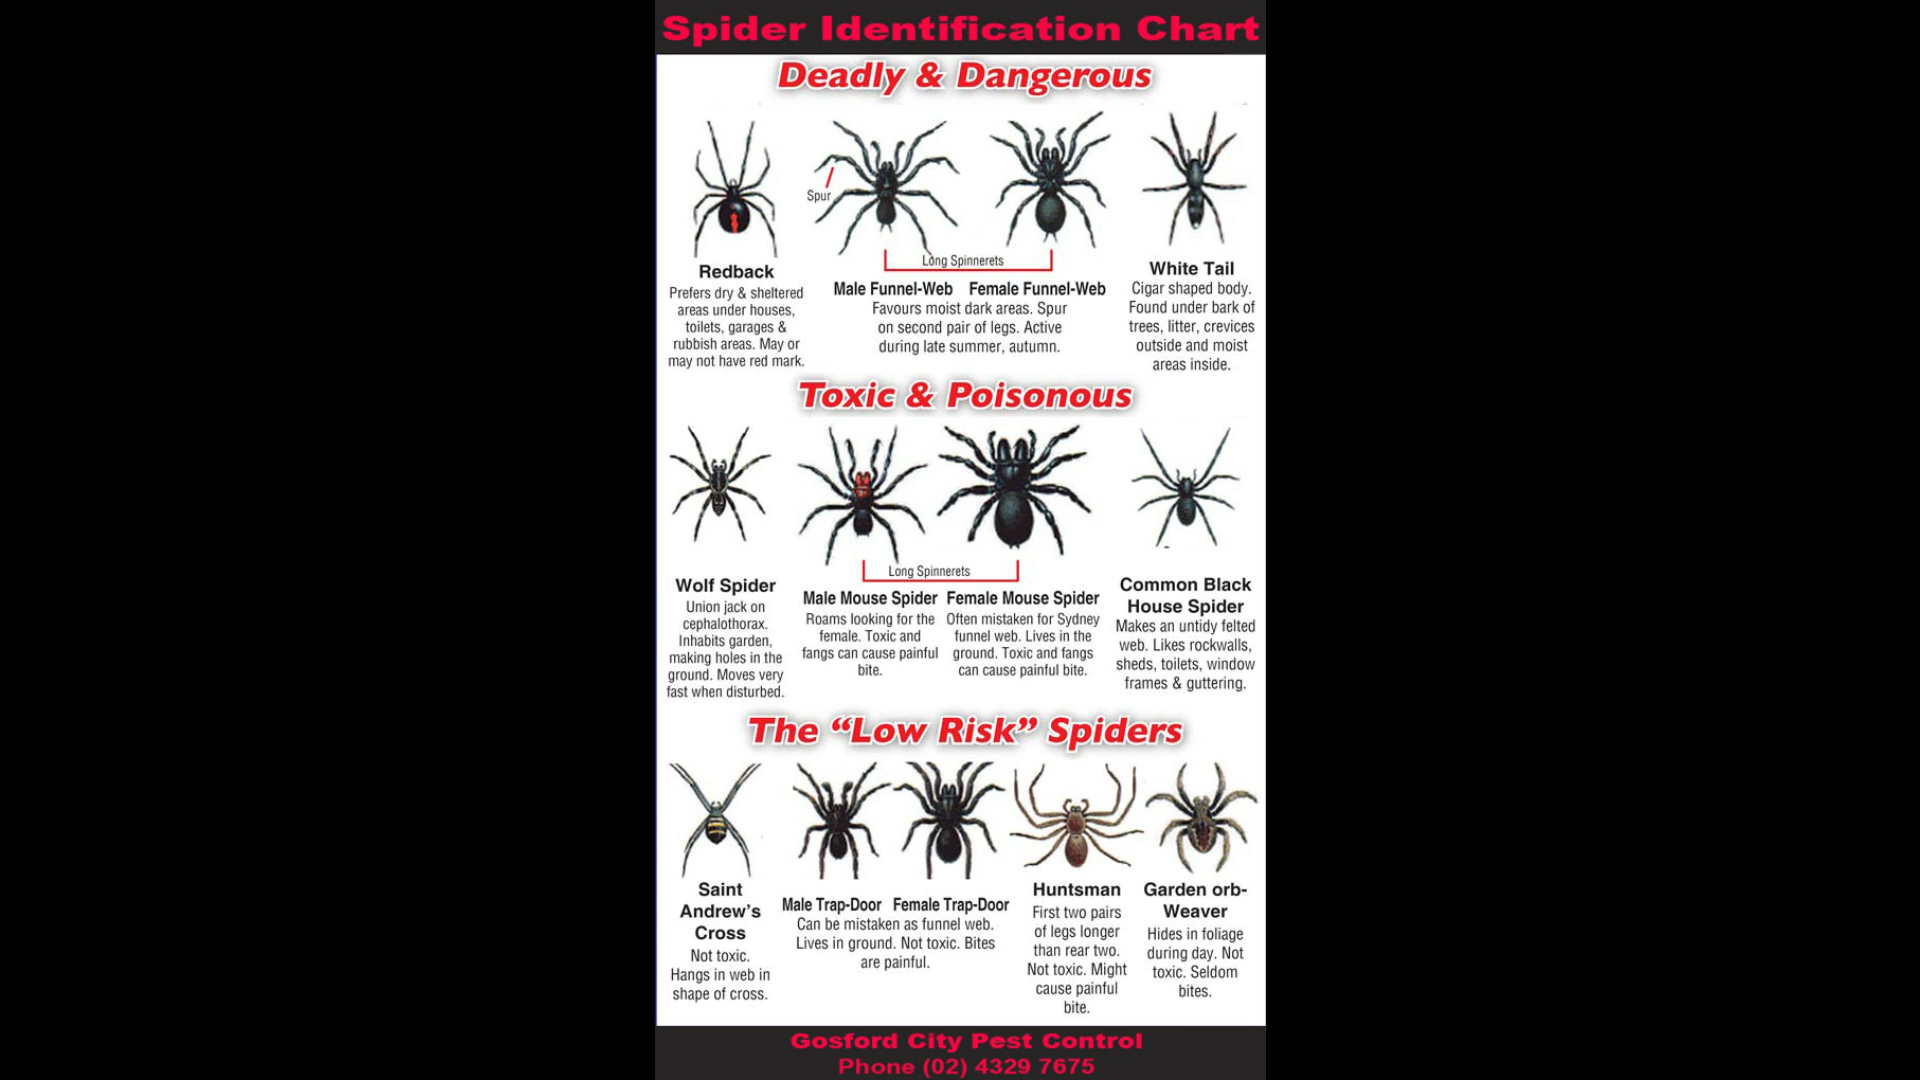 Spider Identification Chart
Deadly & Dangerous
Spur
Long Spinnerets
Redback
Prefers dry & sheltered
areas under houses,
toilets, garages &
rubbish areas. May or
may not have red mark.
Male Funnel-Web Female Funnel-Web
Favours moist dark areas. Spur
on second pair of legs. Active
during late summer, autumn.
White Tail
Cigar shaped body.
Found under bark of
trees, litter, crevices
outside and moist
areas inside.
Toxic & Poisonous
Long Spinnerets
Wolf Spider
Union jack on
cephalothorax.
Inhabits garden,
making holes in the
ground. Moves very
fast when disturbed.
Male Mouse Spider
Roams looking for the
female. Toxic and
fangs can cause painful
bite.
Female Mouse Spider
Often mistaken for Sydney
funnel web. Lives in the
ground. Toxic and fangs
can cause painful bite.
Common Black
House Spider
Makes an untidy felted
web. Likes rockwalls,
sheds, toilets, window
frames & guttering.
The “Low Risk” Spiders
Saint
Andrew’s
Cross
Not toxic.
Hangs in web in
shape of cross.
Male Trap-Door Female Trap-Door
Can be mistaken as funnel web.
Lives in ground. Not toxic. Bites
are painful.
Huntsman
First two pairs
of legs longer
than rear two.
Not toxic. Might
cause painful
bite.
Garden orb-
Weaver
Hides in foliage
during day. Not
toxic. Seldom
bites.
Gosford City Pest Control
Phone (02) 4329 7675